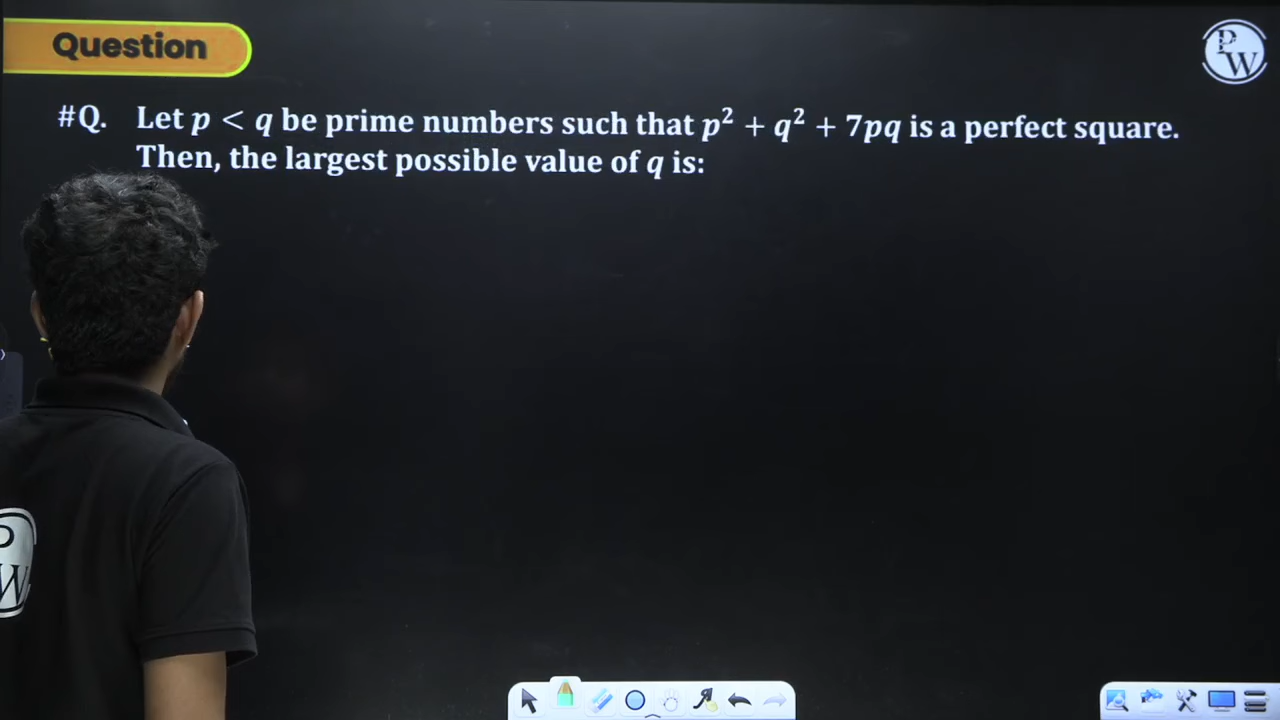 Question
P
W
#Q. Let p < q be prime numbers such that p² + q² + 7pq is a perfect square.
Then, the largest possible value of q is:
P
W